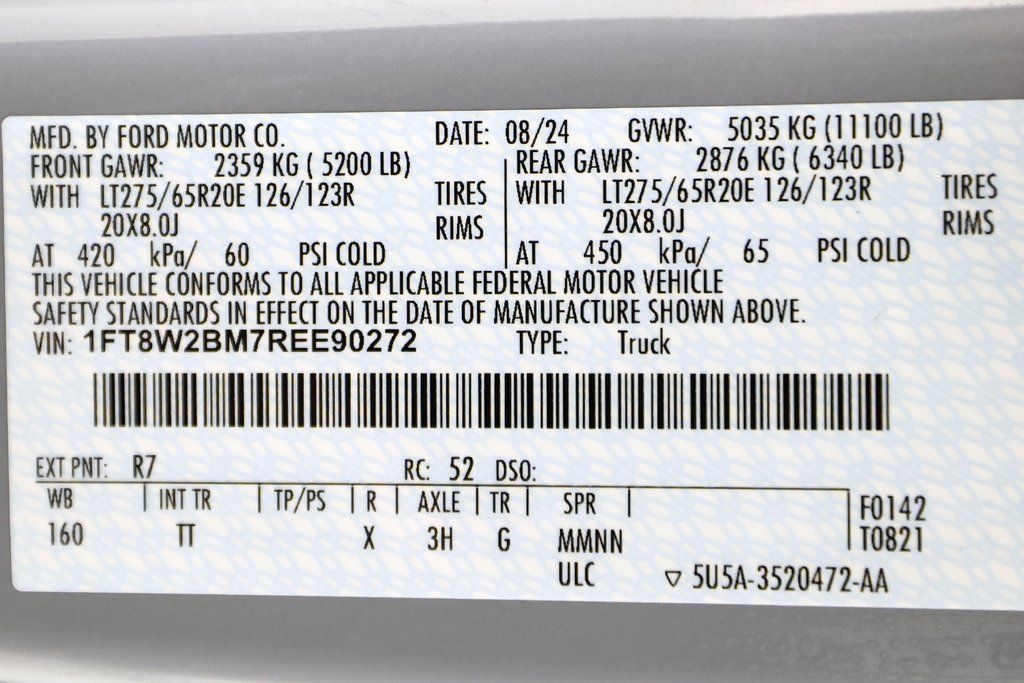 MFD. BY FORD MOTOR CO. DATE: 08/24 GVWR: 5035 KG (11100 LB)
FRONT GAWR: 2359 KG ( 5200 LB) REAR GAWR: 2876 KG ( 6340 LB)
WITH LT275/65R20E 126/123R TIRES WITH LT275/65R20E 126/123R TIRES
20X8.0J RIMS 20X8.0J RIMS
AT 420 kPa/ 60 PSI COLD AT 450 kPa/ 65 PSI COLD
THIS VEHICLE CONFORMS TO ALL APPLICABLE FEDERAL MOTOR VEHICLE
SAFETY STANDARDS IN EFFECT ON THE DATE OF MANUFACTURE SHOWN ABOVE.
VIN: 1FT8W2BM7REE90272 TYPE: Truck
EXT PNT: R7 RC: 52 DSO:
WB INT TR TP/PS R AXLE TR SPR F0142
160 TT X 3H G MMNN T0821
ULC ▽ 5U5A-3520472-AA